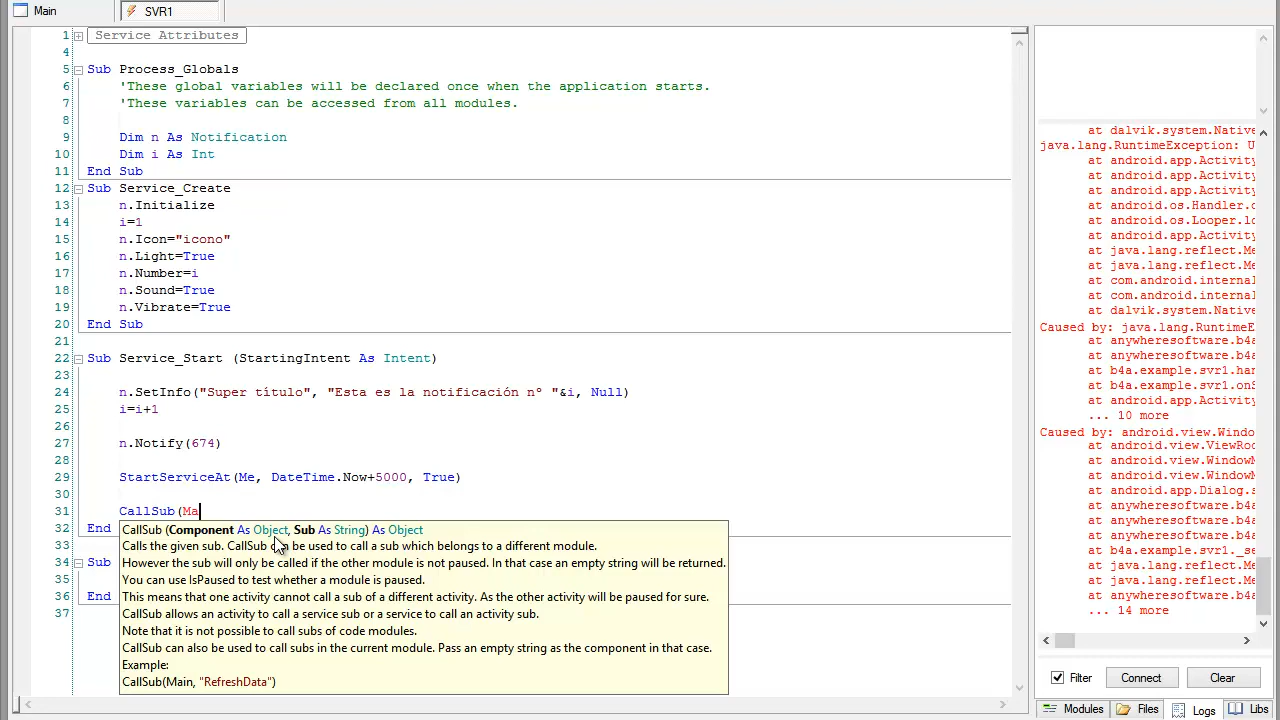 Main
SVR1
1 Service Attributes
4
5 Sub Process_Globals
6 'These global variables will be declared once when the application starts.
7 'These variables can be accessed from all modules.
8
9 Dim n As Notification
10 Dim i As Int
11 End Sub
12 Sub Service_Create
13 n.Initialize
14 i=1
15 n.Icon="icono"
16 n.Light=True
17 n.Number=i
18 n.Sound=True
19 n.Vibrate=True
20 End Sub
21
22 Sub Service_Start (StartingIntent As Intent)
23
24 n.SetInfo("Super título", "Esta es la notificación nº "&i, Null)
25 i=i+1
26
27 n.Notify(674)
28
29 StartServiceAt(Me, DateTime.Now+5000, True)
30
31 CallSub(Ma
32 End
33
34 Sub
35
36 End
37
CallSub (Component As Object, Sub As String) As Object
Calls the given sub. CallSub can be used to call a sub which belongs to a different module.
However the sub will only be called if the other module is not paused. In that case an empty string will be returned.
You can use IsPaused to test whether a module is paused.
This means that one activity cannot call a sub of a different activity. As the other activity will be paused for sure.
CallSub allows an activity to call a service sub or a service to call an activity sub.
Note that it is not possible to call subs of code modules.
CallSub can also be used to call subs in the current module. Pass an empty string as the component in that case.
Example:
CallSub(Main, "RefreshData")
at dalvik.system.Native
java.lang.RuntimeException: U
at android.app.Activity
at android.app.Activity
at android.app.Activity
at android.app.Activity
at android.os.Handler.
at android.os.Looper.lo
at android.app.Activity
at java.lang.reflect.Me
at java.lang.reflect.Me
at com.android.internal
at com.android.internal
at dalvik.system.Native
Caused by: java.lang.RuntimeE
at anywheresoftware.b4a
at anywheresoftware.b4a
at b4a.example.svr1.han
at b4a.example.svr1.onS
at android.app.Activity
... 10 more
Caused by: android.view.Window
at android.view.ViewRoo
at android.view.WindowM
at android.view.WindowM
at android.app.Dialog.s
at anywheresoftware.b4a
at anywheresoftware.b4a
at b4a.example.svr1._se
at java.lang.reflect.Me
at java.lang.reflect.Me
at anywheresoftware.b4a
... 14 more
Filter Connect Clear
Modules Files Logs Libs